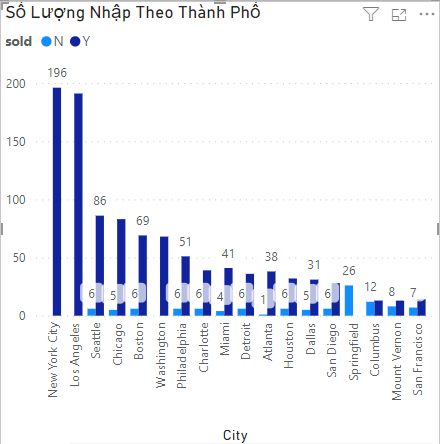 Số Lượng Nhập Theo Thành Phố
sold N Y
200
150
100
50
0
196
86
69
51
41
38
31
26
12
8
7
6
5
6
6
6
4
6
1
6
5
6
New York City
Los Angeles
Seattle
Chicago
Boston
Washington
Philadelphia
Charlotte
Miami
Detroit
Atlanta
Houston
Dallas
San Diego
Springfield
Columbus
Mount Vernon
San Francisco
City